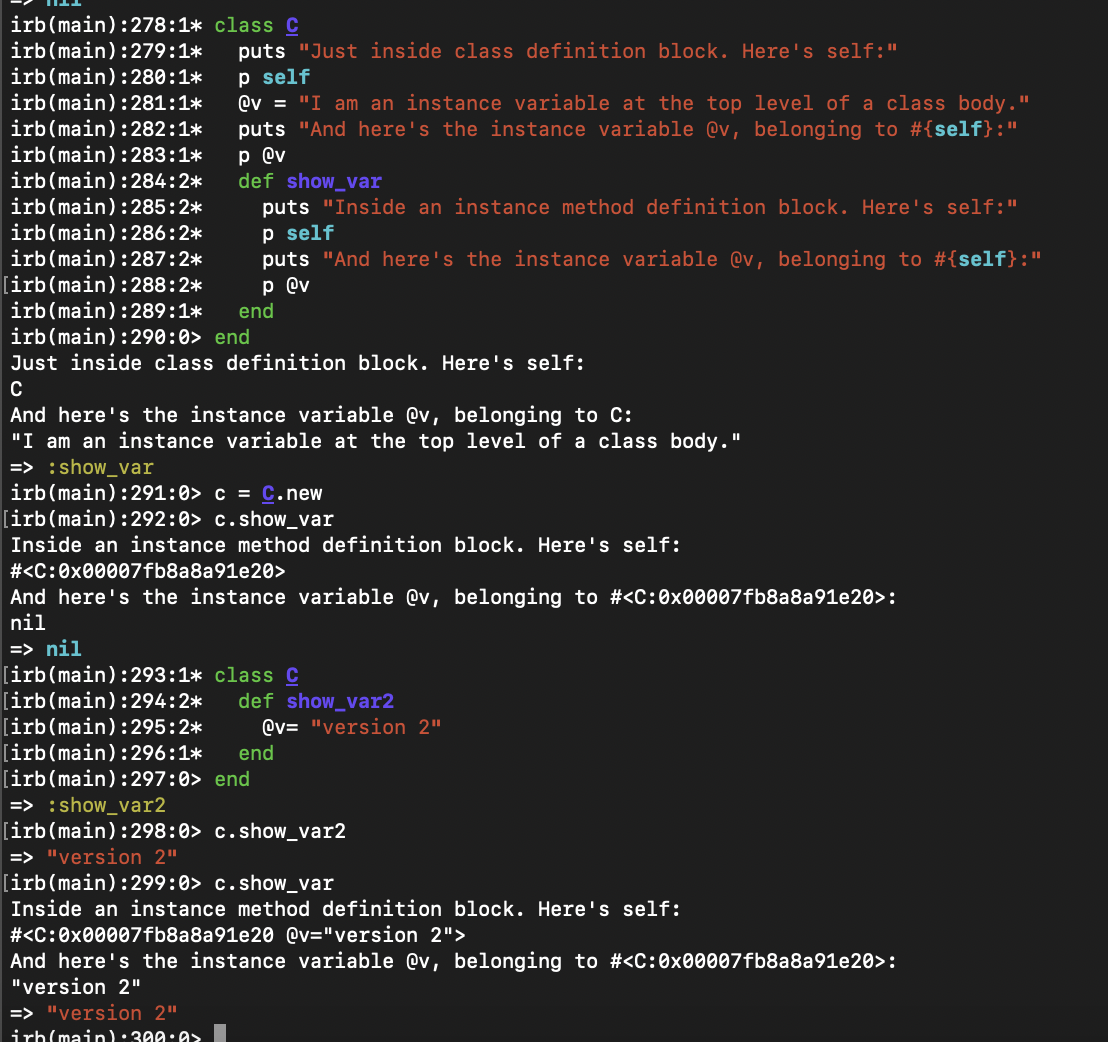 => nil
irb(main):278:1* class C
irb(main):279:1*   puts "Just inside class definition block. Here's self:"
irb(main):280:1*   p self
irb(main):281:1*   @v = "I am an instance variable at the top level of a class body."
irb(main):282:1*   puts "And here's the instance variable @v, belonging to #{self}:"
irb(main):283:1*   p @v
irb(main):284:2*   def show_var
irb(main):285:2*     puts "Inside an instance method definition block. Here's self:"
irb(main):286:2*     p self
irb(main):287:2*     puts "And here's the instance variable @v, belonging to #{self}:"
[irb(main):288:2*     p @v
irb(main):289:1*   end
irb(main):290:0> end
Just inside class definition block. Here's self:
C
And here's the instance variable @v, belonging to C:
"I am an instance variable at the top level of a class body."
=> :show_var
irb(main):291:0> c = C.new
[irb(main):292:0> c.show_var
Inside an instance method definition block. Here's self:
#<C:0x00007fb8a8a91e20>
And here's the instance variable @v, belonging to #<C:0x00007fb8a8a91e20>:
nil
=> nil
[irb(main):293:1* class C
[irb(main):294:2*   def show_var2
[irb(main):295:2*     @v= "version 2"
[irb(main):296:1*   end
[irb(main):297:0> end
=> :show_var2
[irb(main):298:0> c.show_var2
=> "version 2"
[irb(main):299:0> c.show_var
Inside an instance method definition block. Here's self:
#<C:0x00007fb8a8a91e20 @v="version 2">
And here's the instance variable @v, belonging to #<C:0x00007fb8a8a91e20>:
"version 2"
=> "version 2"
irb(main):300:0>